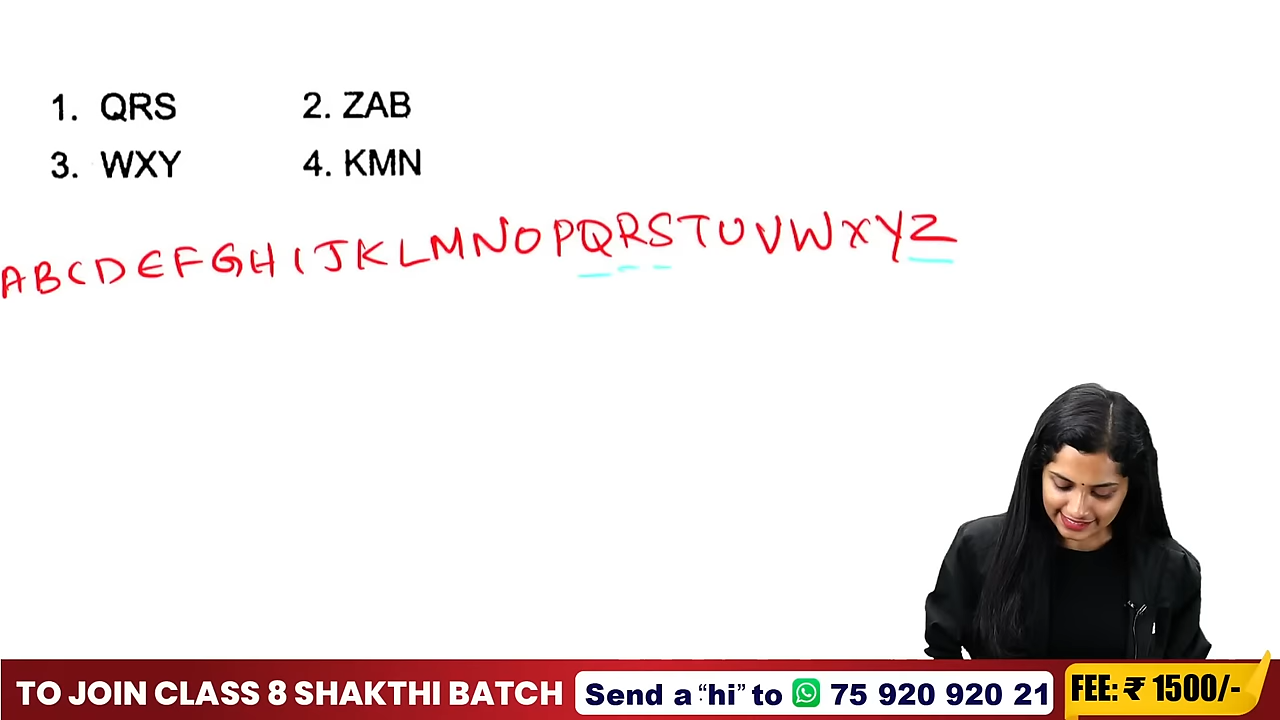 1. QRS 2. ZAB
3. WXY 4. KMN
A B C D E F G H I J K L M N O P Q R S T U V W X Y Z
TO JOIN CLASS 8 SHAKTHI BATCH Send a “hi” to 75 920 920 21 FEE: ₹ 1500/-